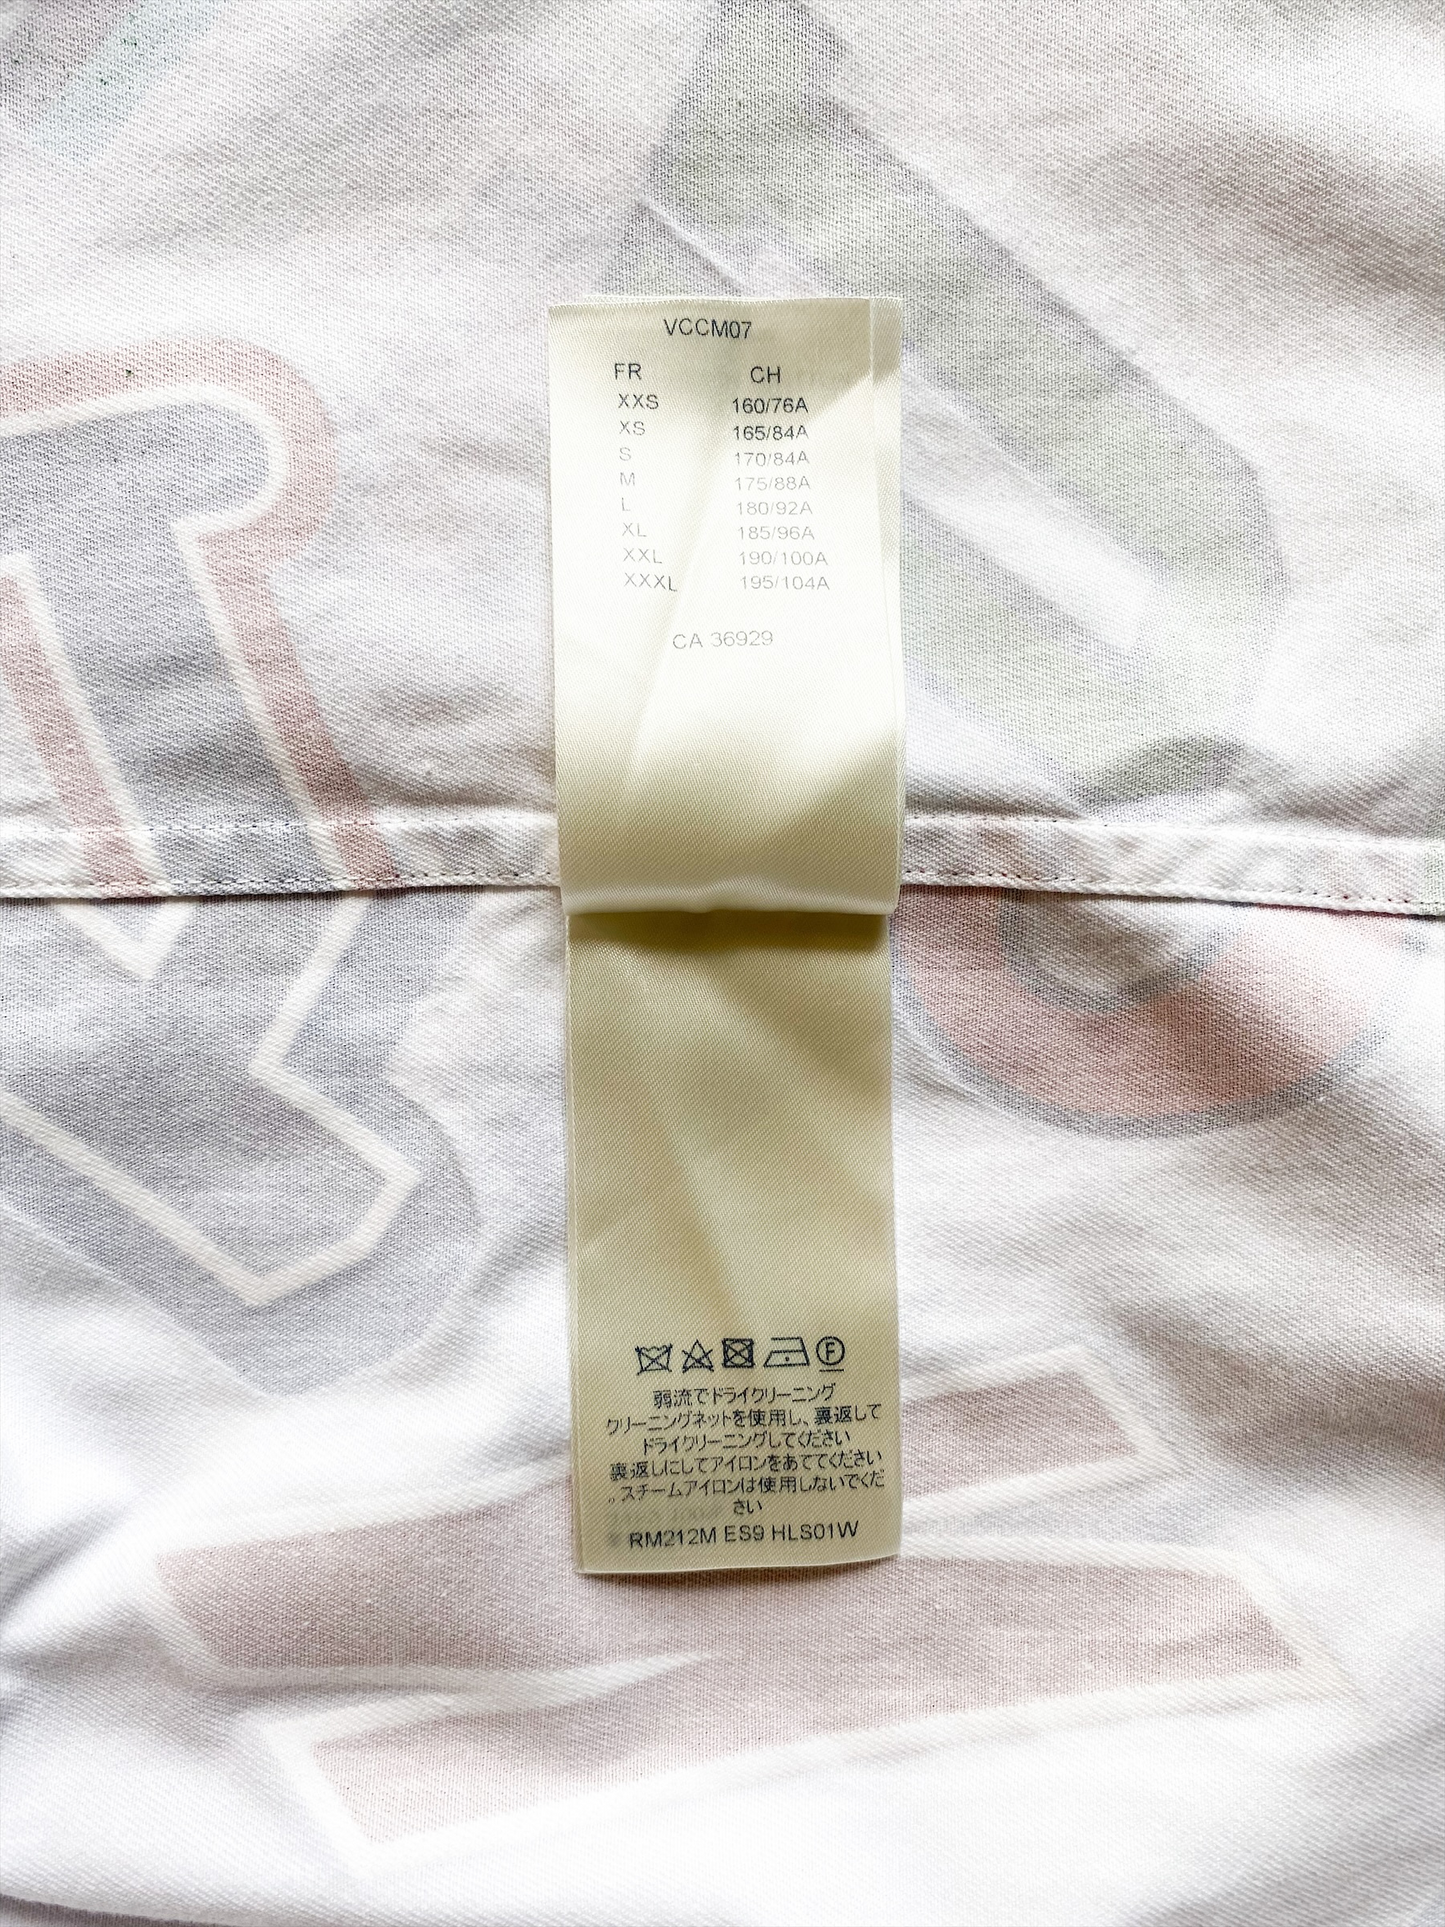 VCCM07
FR CH
XXS 160/76A
XS 165/84A
S 170/84A
M 175/88A
L 180/92A
XL 185/96A
XXL 190/100A
XXXL 195/104A
CA 36929
F
弱流でドライクリーニング
クリーニングネットを使用し、裏返して
ドライクリーニングしてください
裏返しにしてアイロンをあててください
。スチームアイロンは使用しないでくだ
さい
RM212M ES9 HLS01W